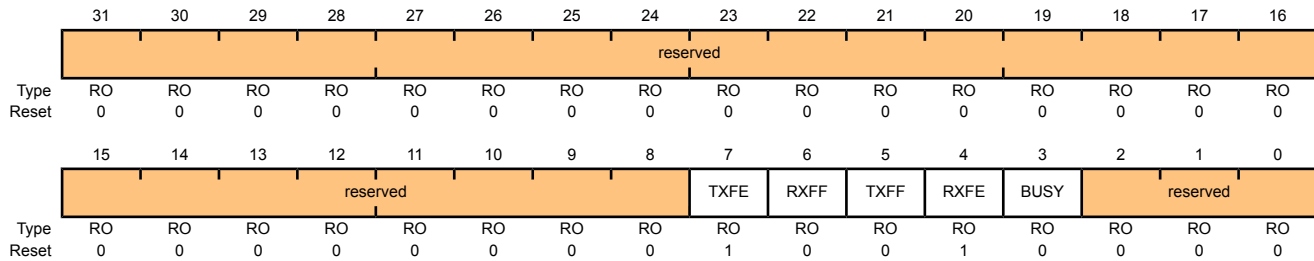 31 30 29 28 27 26 25 24 23 22 21 20 19 18 17 16
reserved
Type RO RO RO RO RO RO RO RO RO RO RO RO RO RO RO RO
Reset 0 0 0 0 0 0 0 0 0 0 0 0 0 0 0 0
15 14 13 12 11 10 9 8 7 6 5 4 3 2 1 0
reserved TXFE RXFF TXFF RXFE BUSY reserved
Type RO RO RO RO RO RO RO RO RO RO RO RO RO RO RO RO
Reset 0 0 0 0 0 0 0 0 1 0 0 1 0 0 0 0